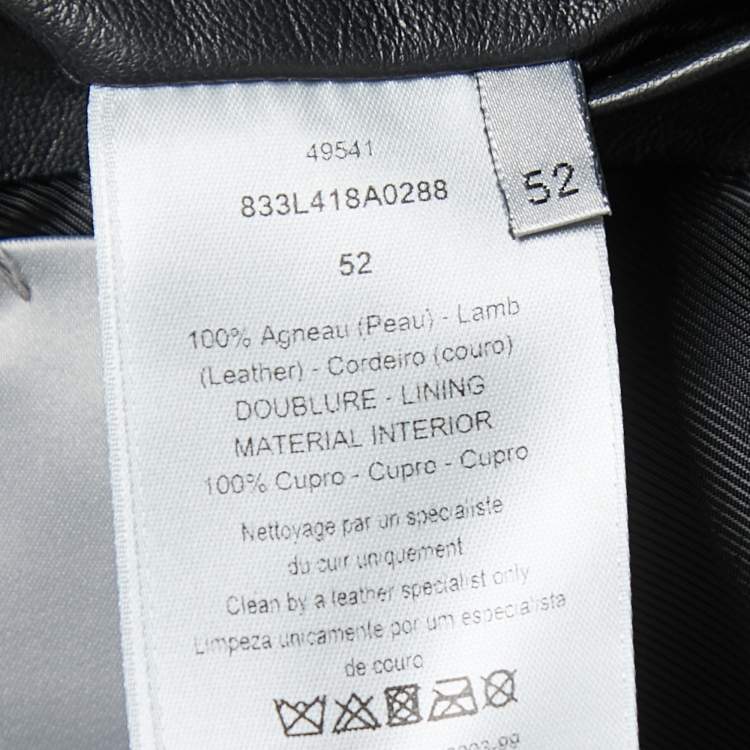 49541
833L418A0288
52
52
100% Agneau (Peau) - Lamb
(Leather) - Cordeiro (couro)
DOUBLURE - LINING
MATERIAL INTERIOR
100% Cupro - Cupro - Cupro
Nettoyage par un specialiste
du cuir uniquement
Clean by a leather specialist only
Limpeza unicamente por um especialista
de couro